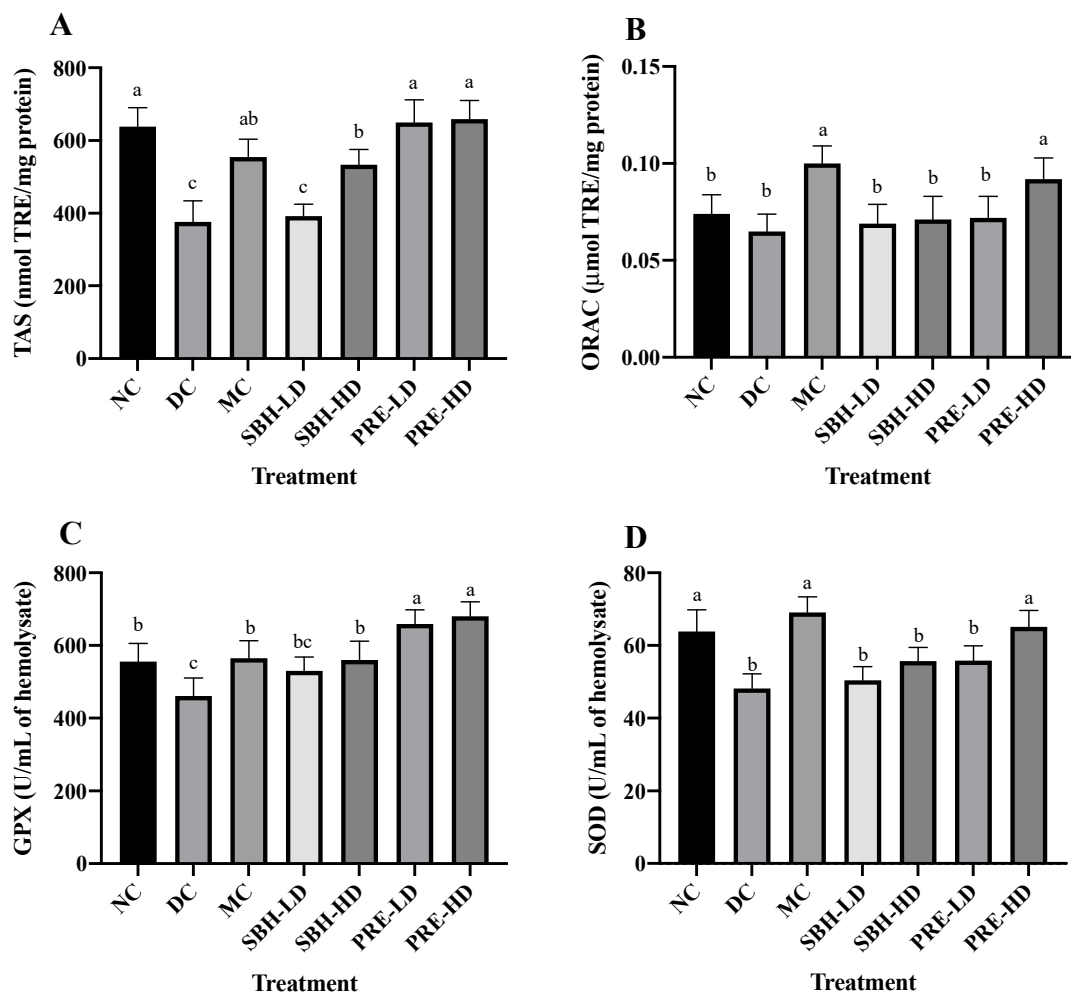 A
TAS (nmol TRE/mg protein)
800
600
400
200
0
a
c
ab
c
b
a
a
NC
DC
MC
SBH-LD
SBH-HD
PRE-LD
PRE-HD
Treatment
B
ORAC (μmol TRE/mg protein)
0.15
0.10
0.05
0.00
b
b
a
b
b
b
a
NC
DC
MC
SBH-LD
SBH-HD
PRE-LD
PRE-HD
Treatment
C
GPX (U/mL of hemolysate)
800
600
400
200
0
b
c
b
bc
b
a
a
NC
DC
MC
SBH-LD
SBH-HD
PRE-LD
PRE-HD
Treatment
D
SOD (U/mL of hemolysate)
80
60
40
20
0
a
b
a
b
b
b
a
NC
DC
MC
SBH-LD
SBH-HD
PRE-LD
PRE-HD
Treatment